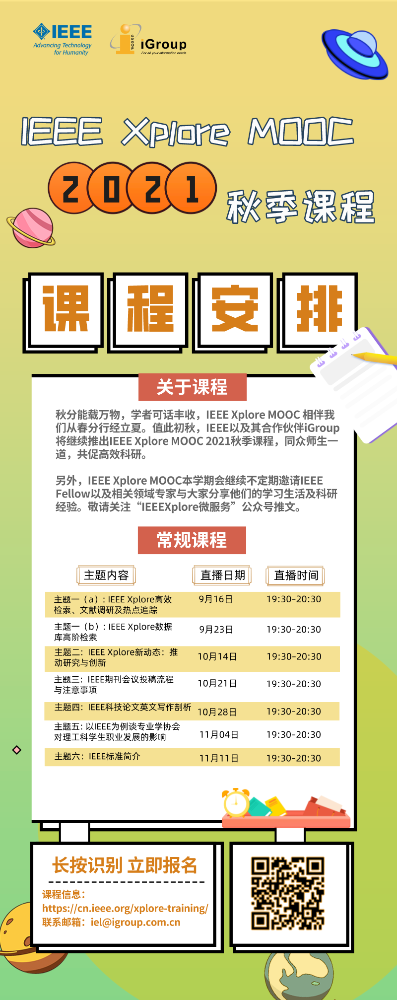 IEEE
Advancing Technology
for Humanity
GROUP
iGroup
For all your information needs
IEEE Xplore MOOC
2021
秋季课程
课程安排
关于课程
秋分能载万物，学者可话丰收，IEEE Xplore MOOC 相伴我
们从春分行经立夏。值此初秋，IEEE以及其合作伙伴iGroup
将继续推出IEEE Xplore MOOC 2021秋季课程，同众师生一
道，共促高效科研。
另外，IEEE Xplore MOOC本学期会继续不定期邀请IEEE
Fellow以及相关领域专家与大家分享他们的学习生活及科研
经验。敬请关注“IEEEXplore微服务”公众号推文。
常规课程
主题内容 直播日期 直播时间
主题一（a）: IEEE Xplore高效
检索、文献调研及热点追踪
9月16日 19:30-20:30
主题一（b）: IEEE Xplore数据
库高阶检索
9月23日 19:30-20:30
主题二：IEEE Xplore新动态：推
动研究与创新
10月14日 19:30-20:30
主题三: IEEE期刊会议投稿流程
与注意事项
10月21日 19:30-20:30
主题四：IEEE科技论文英文写作剖析
10月28日 19:30-20:30
主题五: 以IEEE为例谈专业学协会
对理工科学生职业发展的影响
11月04日 19:30-20:30
主题六：IEEE标准简介
11月11日 19:30-20:30
长按识别 立即报名
课程信息：
https://cn.ieee.org/xplore-training/
联系邮箱：iel@igroup.com.cn